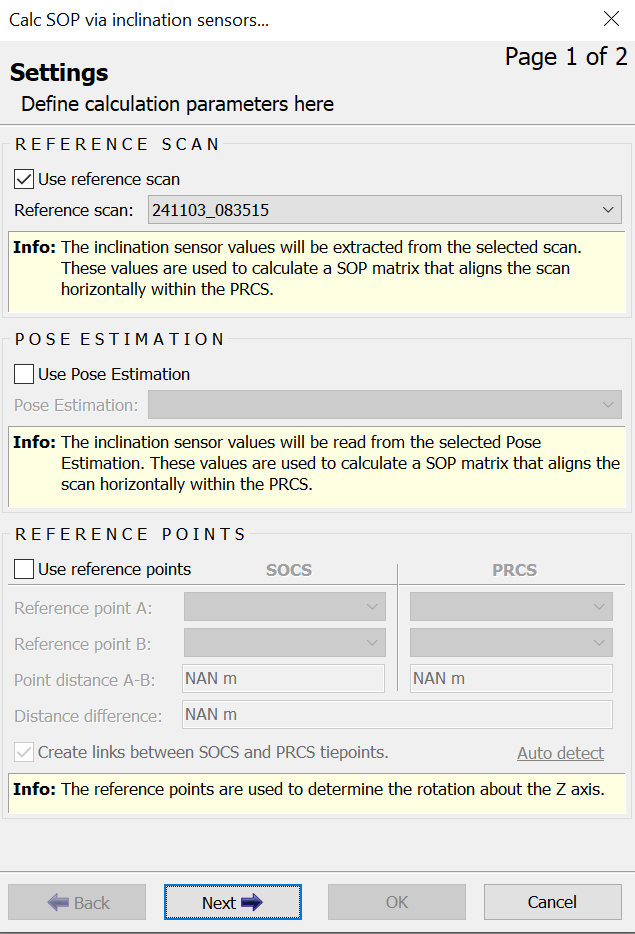 Calc SOP via inclination sensors...
Page 1 of 2
Settings
Define calculation parameters here
REFERENCE SCAN
Use reference scan
Reference scan: 241103_083515
Info: The inclination sensor values will be extracted from the selected scan.
These values are used to calculate a SOP matrix that aligns the scan
horizontally within the PRCS.
POSE ESTIMATION
Use Pose Estimation
Pose Estimation:
Info: The inclination sensor values will be read from the selected Pose
Estimation. These values are used to calculate a SOP matrix that aligns the
scan horizontally within the PRCS.
REFERENCE POINTS
Use reference points SOCS PRCS
Reference point A:
Reference point B:
Point distance A-B: NAN m NAN m
Distance difference: NAN m
Create links between SOCS and PRCS tiepoints. Auto detect
Info: The reference points are used to determine the rotation about the Z axis.
Back Next OK Cancel